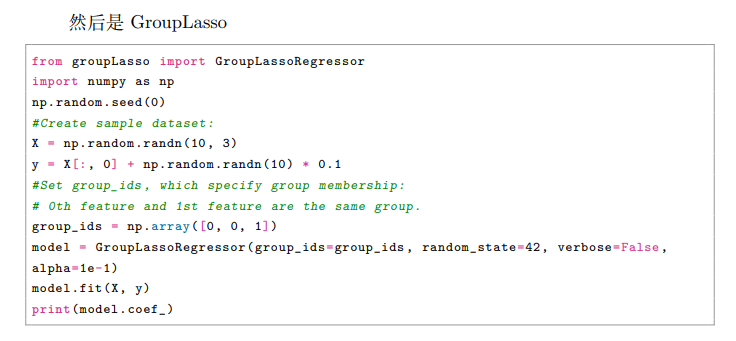 然后是 GroupLasso
from groupLasso import GroupLassoRegressor
import numpy as np
np.random.seed(0)
#Create sample dataset:
X = np.random.randn(10, 3)
y = X[:, 0] + np.random.randn(10) * 0.1
#Set group_ids, which specify group membership:
# 0th feature and 1st feature are the same group.
group_ids = np.array([0, 0, 1])
model = GroupLassoRegressor(group_ids=group_ids, random_state=42, verbose=False,
alpha=1e-1)
model.fit(X, y)
print(model.coef_)